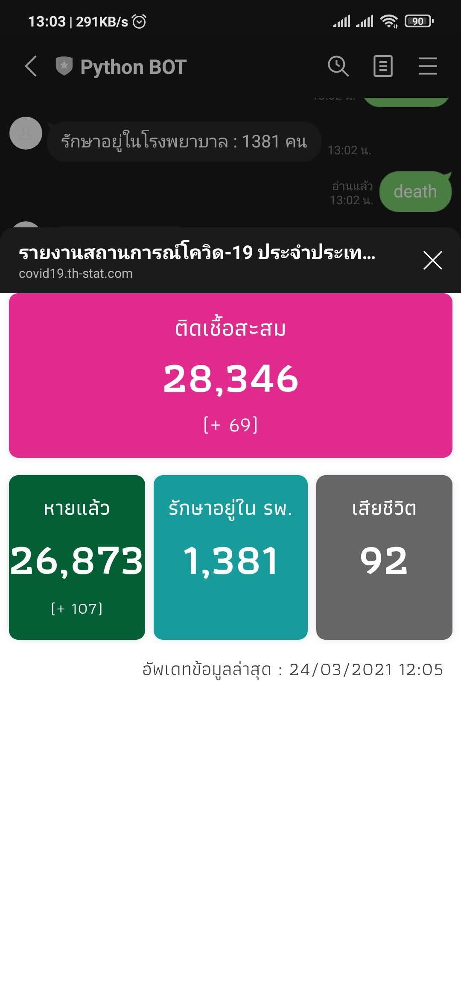 13:03 | 291KB/s
90
Python BOT
รักษาอยู่ในโรงพยาบาล : 1381 คน
13:02 น.
อ่านแล้ว
13:02 น.
death
รายงานสถานการณ์โควิด-19 ประจำประเท...
covid19.th-stat.com
ติดเชื้อสะสม
28,346
(+ 69)
หายแล้ว
26,873
(+ 107)
รักษาอยู่ใน รพ.
1,381
เสียชีวิต
92
อัพเดทข้อมูลล่าสุด : 24/03/2021 12:05